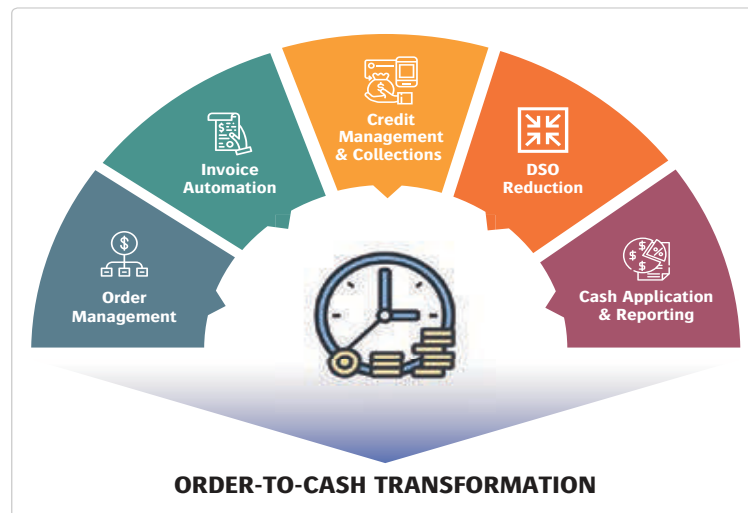 Order
Management
Invoice
Automation
Credit
Management
& Collections
DSO
Reduction
Cash Application
& Reporting
ORDER-TO-CASH TRANSFORMATION